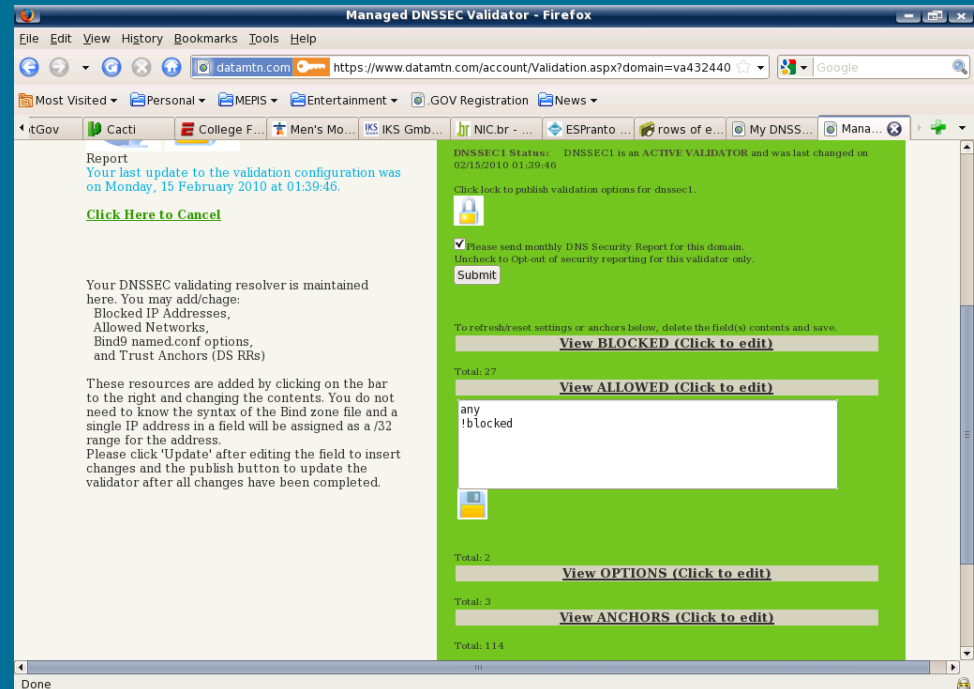 Managed DNSSEC Validator - Firefox
File Edit View History Bookmarks Tools Help
datamtn.com https://www.datamtn.com/account/Validation.aspx?domain=va432440 Google
Most Visited Personal MEPIS Entertainment .GOV Registration News
tGov Cacti College F... Men's Mo... IKS IKS Gmb... NIC.br - ... ESPranto ... rows of e... My DNSS... Mana...
Report
Your last update to the validation configuration was
on Monday, 15 February 2010 at 01:39:46.
Click Here to Cancel
Your DNSSEC validating resolver is maintained
here. You may add/chage:
Blocked IP Addresses,
Allowed Networks,
Bind9 named.conf options,
and Trust Anchors (DS RRs)
These resources are added by clicking on the bar
to the right and changing the contents. You do not
need to know the syntax of the Bind zone file and a
single IP address in a field will be assigned as a /32
range for the address.
Please click 'Update' after editing the field to insert
changes and the publish button to update the
validator after all changes have been completed.
DNSSEC1 Status: DNSSEC1 is an ACTIVE VALIDATOR and was last changed on
02/15/2010 01:39:46
Click lock to publish validation options for dnssec1.
Please send monthly DNS Security Report for this domain.
Uncheck to Opt-out of security reporting for this validator only.
Submit
To refresh/reset settings or anchors below, delete the field(s) contents and save.
View BLOCKED (Click to edit)
Total: 27
View ALLOWED (Click to edit)
any
!blocked
Total: 2
View OPTIONS (Click to edit)
Total: 3
View ANCHORS (Click to edit)
Total: 114
Done